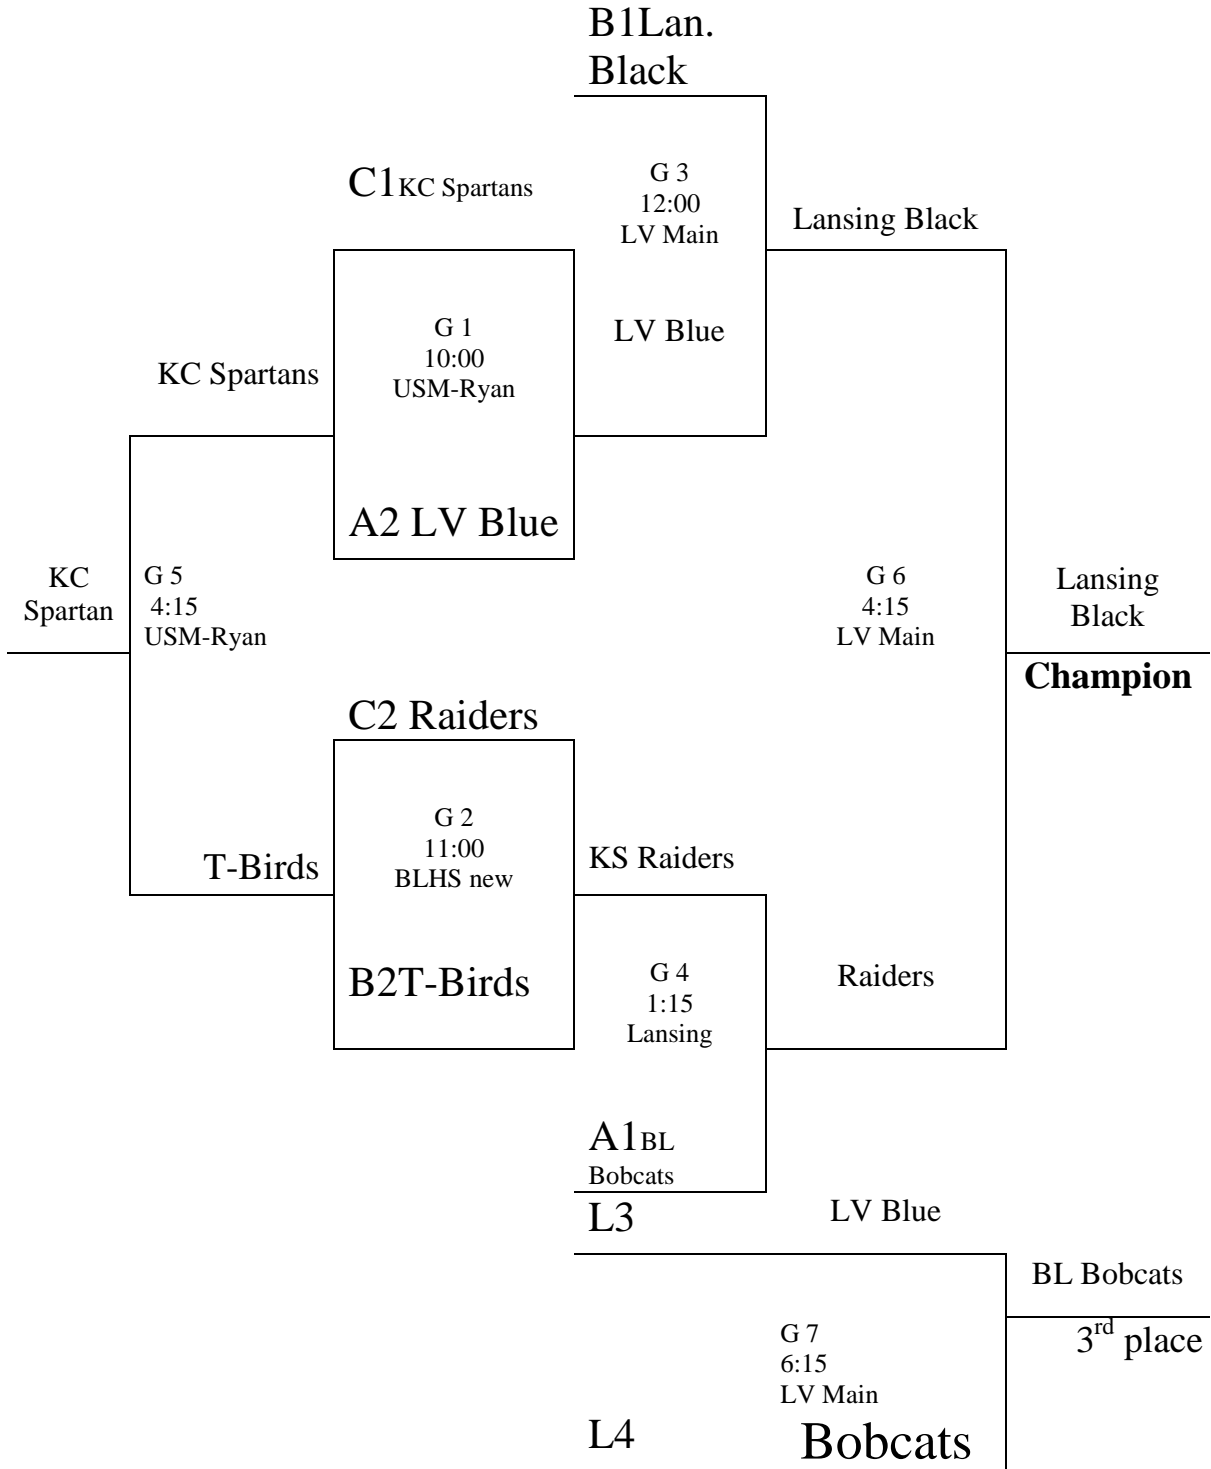 B1Lan.
Black
C1KC Spartans
G 3
12:00
LV Main
Lansing Black
G 1
10:00
USM-Ryan
LV Blue
KC Spartans
A2 LV Blue
KC
Spartan
G 5
4:15
USM-Ryan
G 6
4:15
LV Main
Lansing
Black
Champion
C2 Raiders
G 2
11:00
BLHS new
KS Raiders
T-Birds
B2T-Birds
G 4
1:15
Lansing
Raiders
A1BL
Bobcats
L3
LV Blue
BL Bobcats
3rd place
G 7
6:15
LV Main
L4
Bobcats